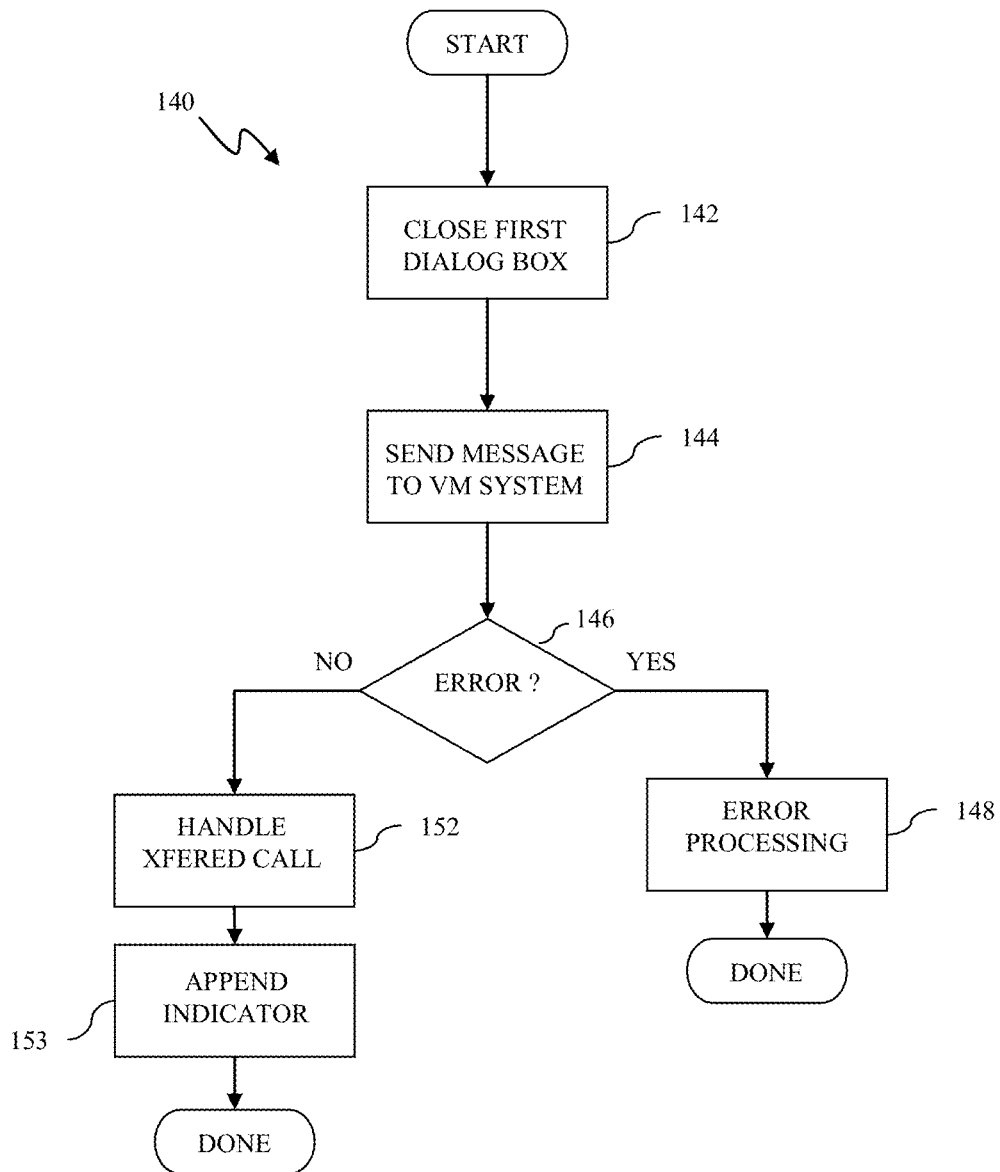 START
140
CLOSE FIRST
DIALOG BOX
142
SEND MESSAGE
TO VM SYSTEM
144
146
NO
ERROR ?
YES
HANDLE
XFERED CALL
152
ERROR
PROCESSING
148
APPEND
INDICATOR
153
DONE
DONE